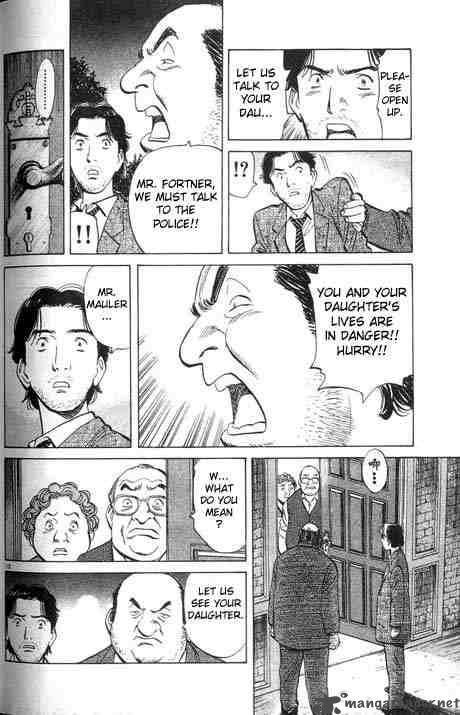 LET US
TALK TO
YOUR
DAU...
PLEA-
SE
OPEN
UP.
!?
MR. FORTNER,
WE MUST TALK
TO THE
POLICE!!
!!
YOU AND YOUR
DAUGHTER'S
LIVES ARE
IN DANGER!!
HURRY!!
MR.
MAULER
...
W...
WHAT
DO YOU
MEAN?
LET US
SEE YOUR
DAUGHTER.